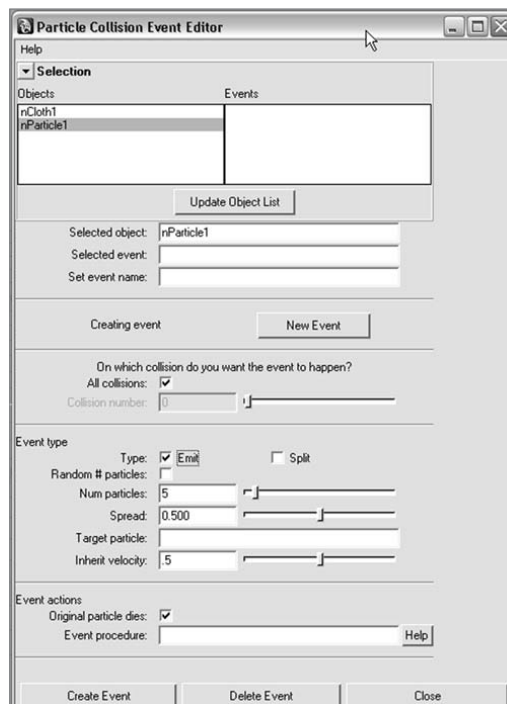 Particle Collision Event Editor
Help
Selection
Objects Events
nCloth1
nParticle1
Update Object List
Selected object: nParticle1
Selected event:
Set event name:
Creating event New Event
On which collision do you want the event to happen?
All collisions:
Collision number: 0
Event type
Type: Emit Split
Random # particles:
Num particles: 5
Spread: 0.500
Target particle:
Inherit velocity: .5
Event actions
Original particle dies:
Event procedure: Help
Create Event Delete Event Close